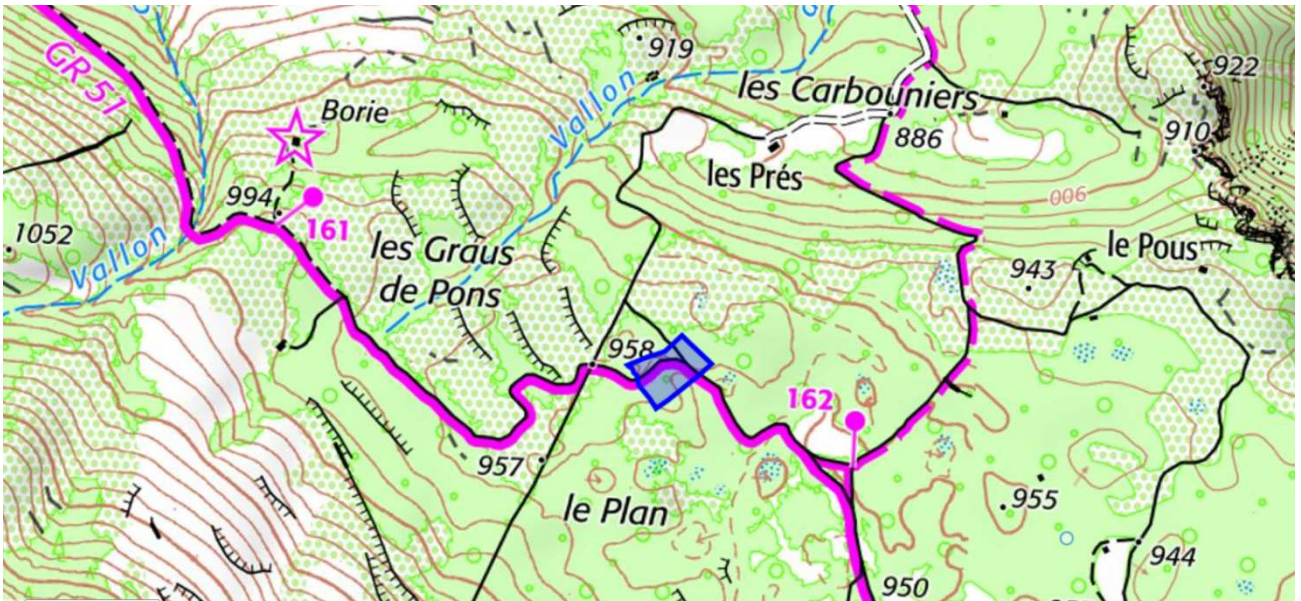 GR 51
919
922
Borie
Vallon
les Carbouniers
910
886
les Prés
994
161
900
1052
Vallon
les Graus
de Pons
943
le Pous
958
162
957
le Plan
955
944
950